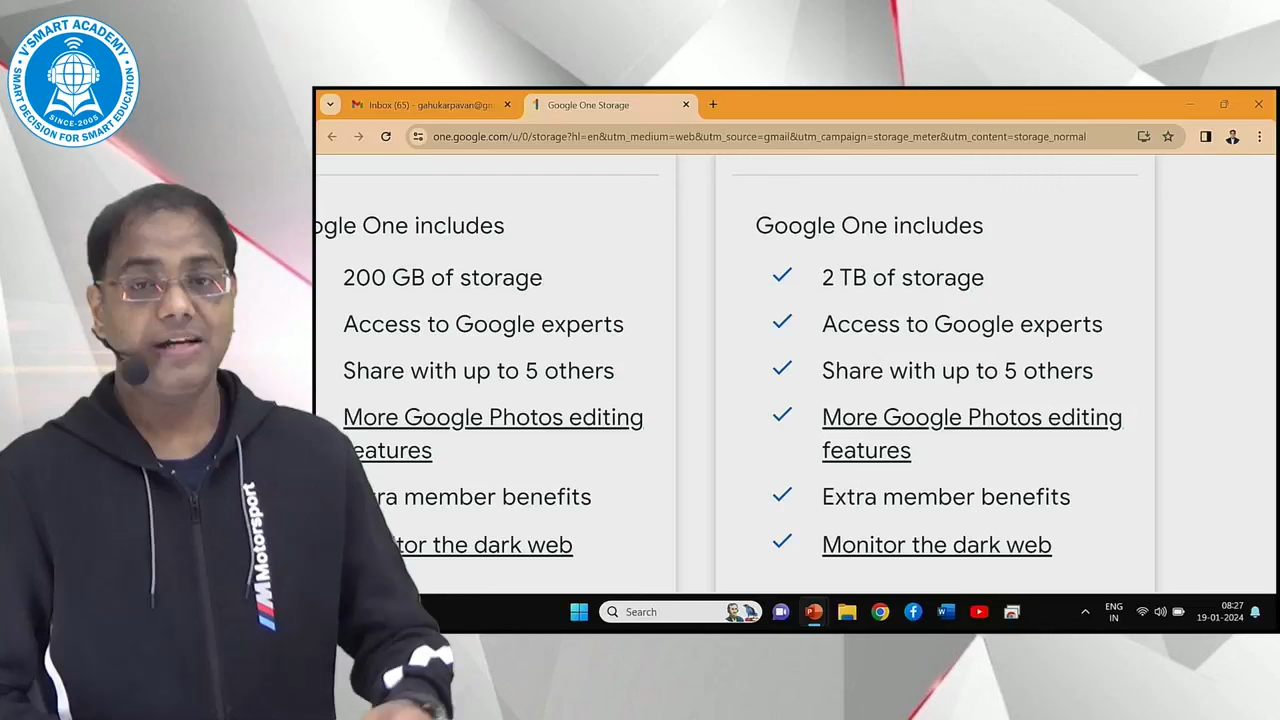 V'SMART ACADEMY
SMART DECISION FOR SMART EDUCATION
SINCE-2005
Inbox (65) - gahukarpavan@gm
Google One Storage
one.google.com/u/0/storage?hl=en&utm_medium=web&utm_source=gmail&utm_campaign=storage_meter&utm_content=storage_normal
ogle One includes
200 GB of storage
Access to Google experts
Share with up to 5 others
More Google Photos editing
eatures
ra member benefits
tor the dark web
Google One includes
2 TB of storage
Access to Google experts
Share with up to 5 others
More Google Photos editing
features
Extra member benefits
Monitor the dark web
M Motorsport
Search
ENG
IN
08:27
19-01-2024